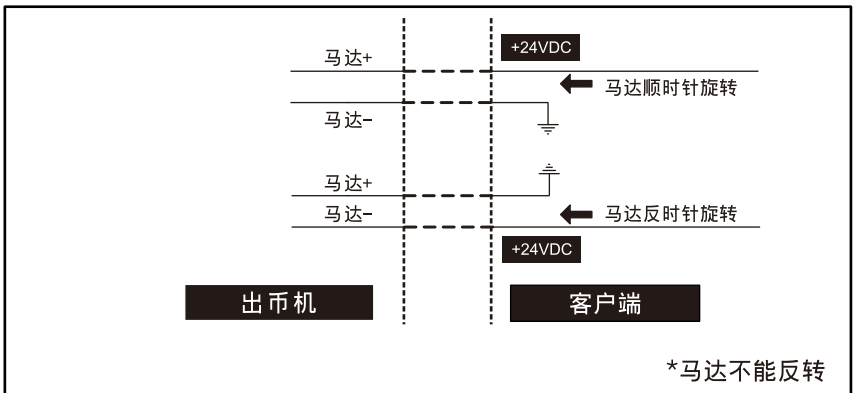 +24VDC
马达+
马达顺时针旋转
马达-
马达+
马达-
马达反时针旋转
+24VDC
出币机
客户端
*马达不能反转